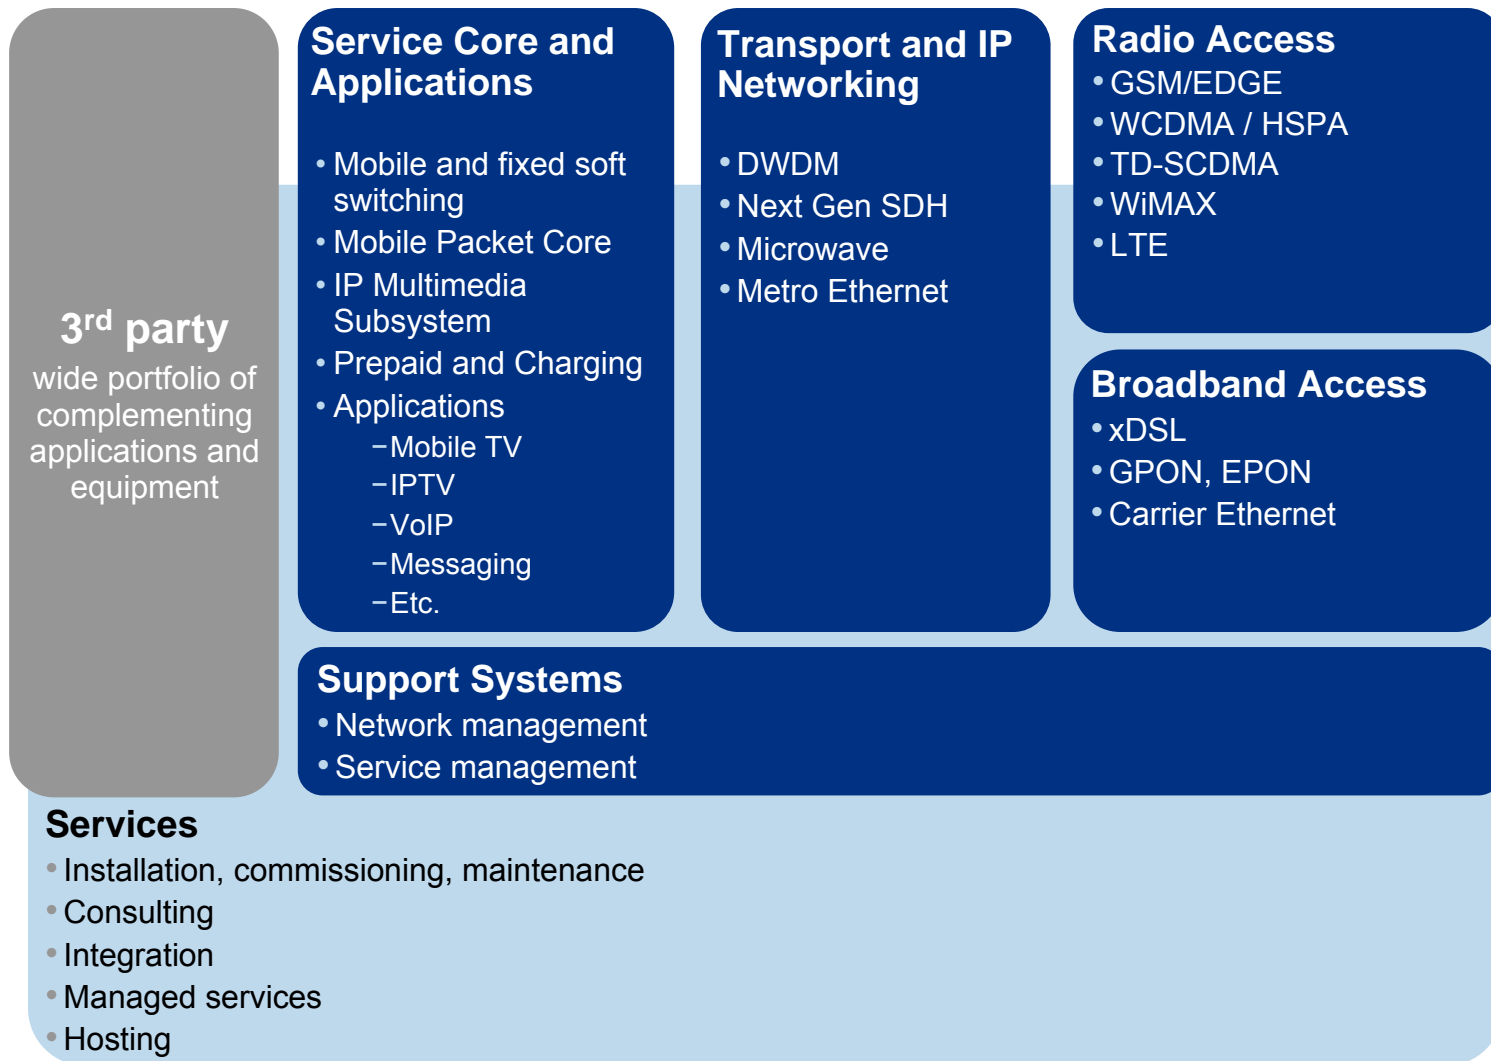 3rd party
wide portfolio of
complementing
applications and
equipment
Service Core and
Applications
• Mobile and fixed soft
switching
• Mobile Packet Core
• IP Multimedia
Subsystem
• Prepaid and Charging
• Applications
–Mobile TV
–IPTV
–VoIP
–Messaging
–Etc.
Transport and IP
Networking
• DWDM
• Next Gen SDH
• Microwave
• Metro Ethernet
Radio Access
• GSM/EDGE
• WCDMA / HSPA
• TD-SCDMA
• WiMAX
• LTE
Broadband Access
• xDSL
• GPON, EPON
• Carrier Ethernet
Support Systems
• Network management
• Service management
Services
• Installation, commissioning, maintenance
• Consulting
• Integration
• Managed services
• Hosting